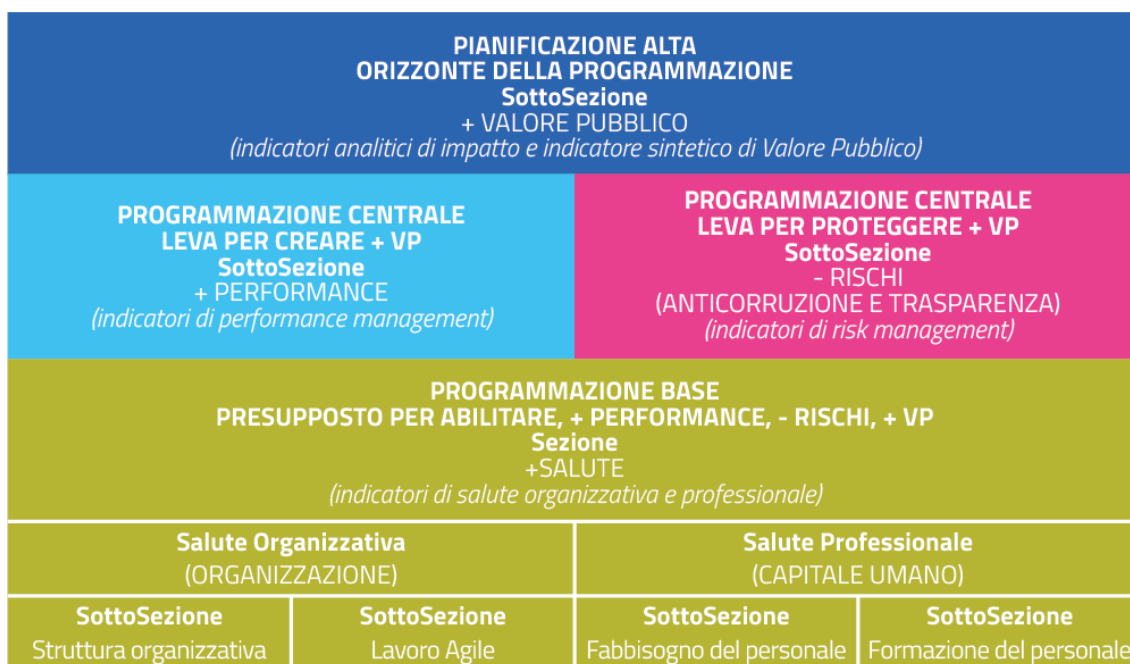 PIANIFICAZIONE ALTA
ORIZZONTE DELLA PROGRAMMAZIONE
SottoSezione
+ VALORE PUBBLICO
(indicatori analitici di impatto e indicatore sintetico di Valore Pubblico)
PROGRAMMAZIONE CENTRALE
LEVA PER CREARE + VP
SottoSezione
+ PERFORMANCE
(indicatori di performance management)
PROGRAMMAZIONE CENTRALE
LEVA PER PROTEGGERE + VP
SottoSezione
- RISCHI
(ANTICORRUZIONE E TRASPARENZA)
(indicatori di risk management)
PROGRAMMAZIONE BASE
PRESUPPOSTO PER ABILITARE, + PERFORMANCE, - RISCHI, + VP
Sezione
+SALUTE
(indicatori di salute organizzativa e professionale)
Salute Organizzativa
(ORGANIZZAZIONE)
Salute Professionale
(CAPITALE UMANO)
SottoSezione
Struttura organizzativa
SottoSezione
Lavoro Agile
SottoSezione
Fabbisogno del personale
SottoSezione
Formazione del personale